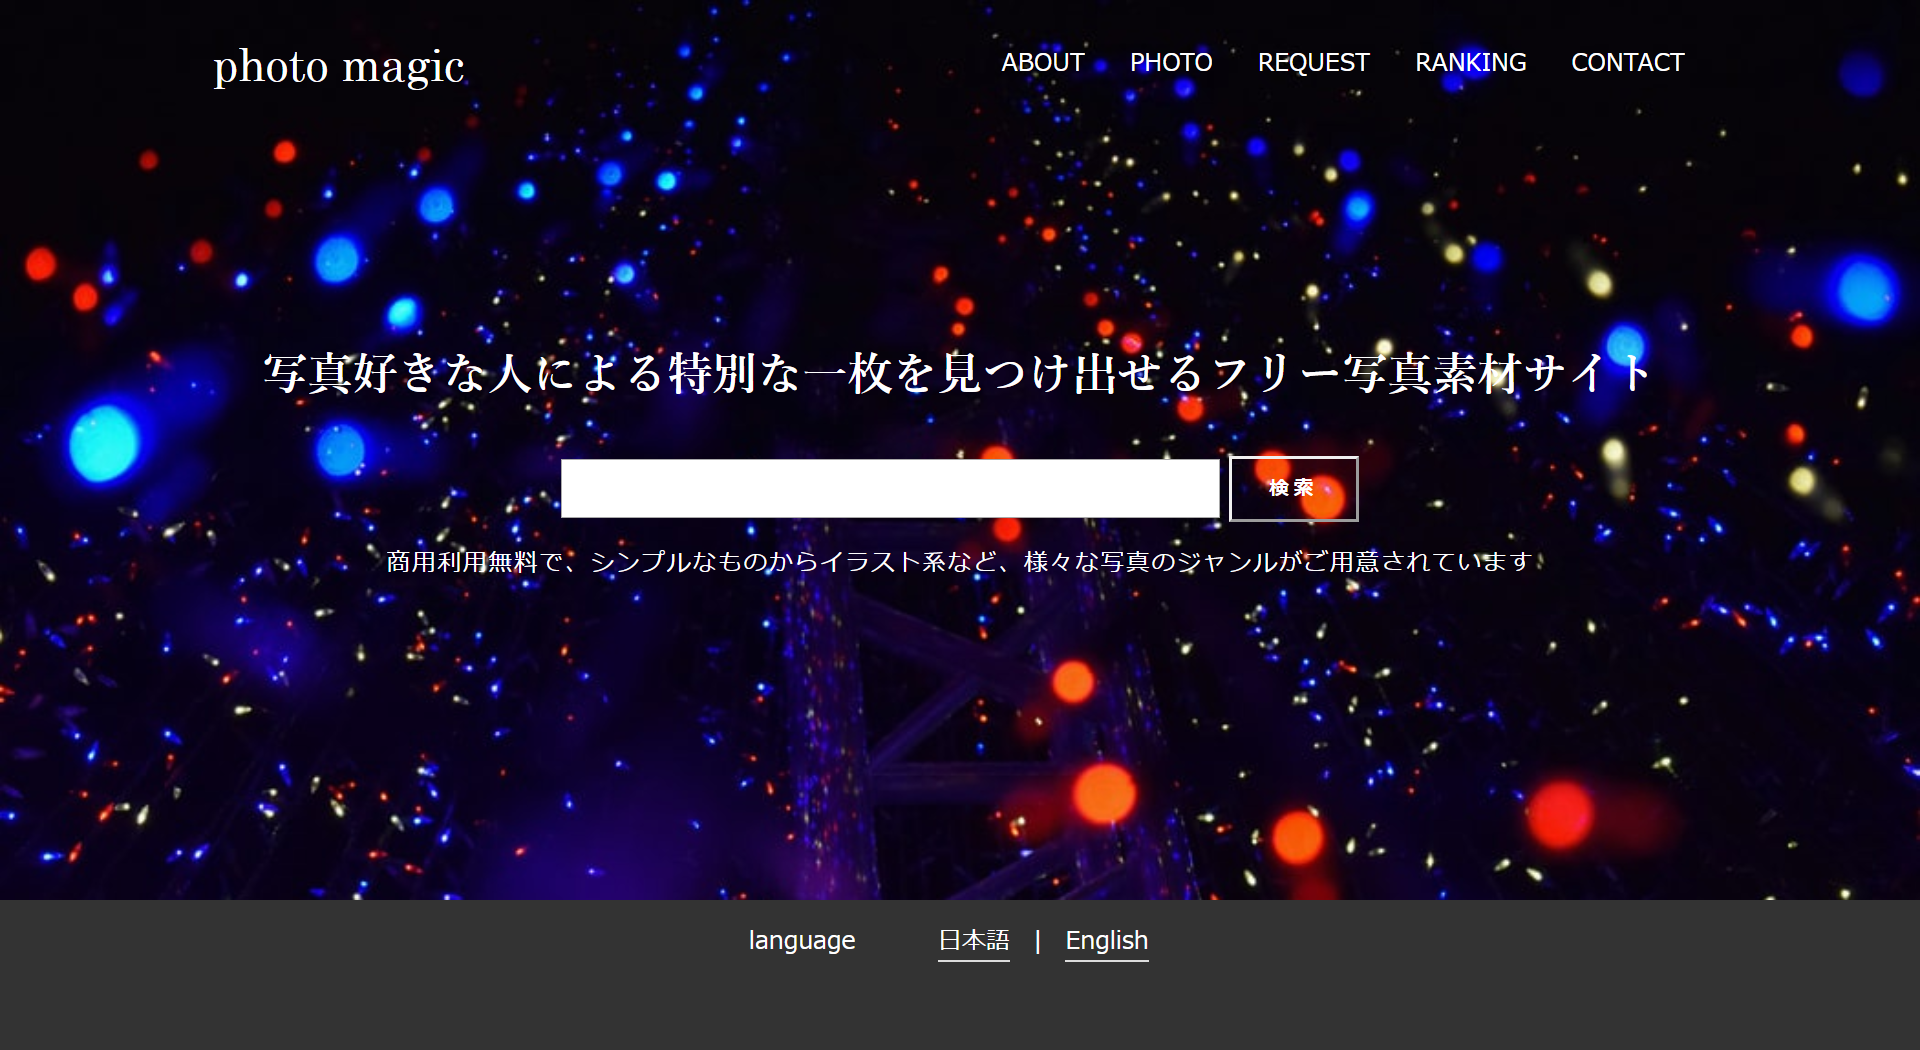 photo magic
ABOUT PHOTO REQUEST RANKING CONTACT
写真好きな人による特別な一枚を見つけ出せるフリー写真素材サイト
検索
商用利用無料で、シンプルなものからイラスト系など、様々な写真のジャンルがご用意されています
language 日本語 | English